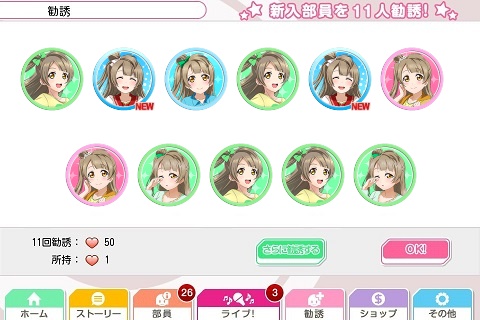 勧誘
新入部員を11人勧誘!
NEW
NEW
11回勧誘: 50
所持: 1
さらに勧誘する
OK!
26
3
ホーム
ストーリー
部員
ライブ!
勧誘
ショップ
その他